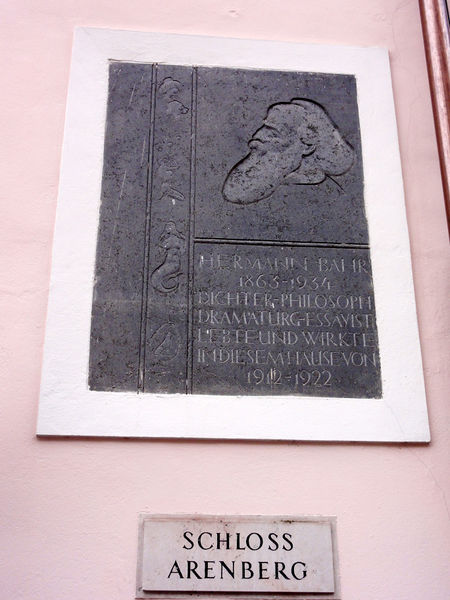 HERMANN BAHR
1863-1934
DICHTER-PHILOSOPH
DRAMATURG-ESSAYIST
LEBTE UND WIRKTE
IN DIESEM HAUSE VON
1912-1922
SCHLOSS
ARENBERG